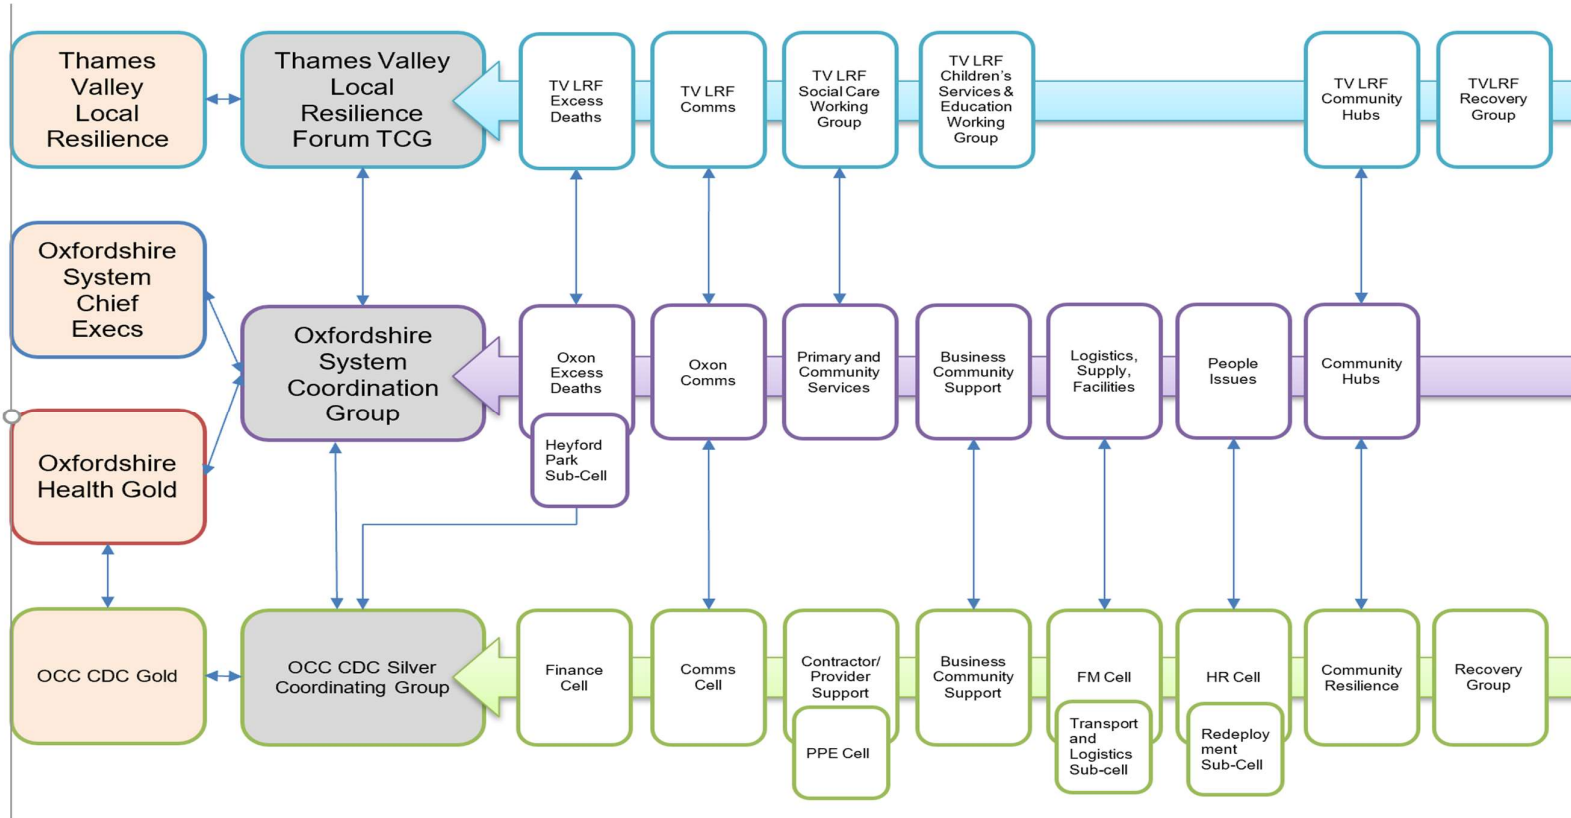 Thames
Valley
Local
Resilience
Thames Valley
Local
Resilience
Forum TCG
TV LRF
Excess
Deaths
TV LRF
Comms
TV LRF
Social Care
Working
Group
TV LRF
Children's
Services &
Education
Working
Group
TV LRF
Community
Hubs
TVLRF
Recovery
Group
Oxfordshire
System
Chief
Execs
Oxfordshire
System
Coordination
Group
Oxon
Excess
Deaths
Heyford
Park
Sub-Cell
Oxon
Comms
Primary and
Community
Services
Business
Community
Support
Logistics,
Supply,
Facilities
People
Issues
Community
Hubs
Oxfordshire
Health Gold
OCC CDC Gold
OCC CDC Silver
Coordinating Group
Finance
Cell
Comms
Cell
Contractor/
Provider
Support
PPE Cell
Business
Community
Support
FM Cell
Transport
and
Logistics
Sub-cell
HR Cell
Redeploy
ment
Sub-Cell
Community
Resilience
Recovery
Group